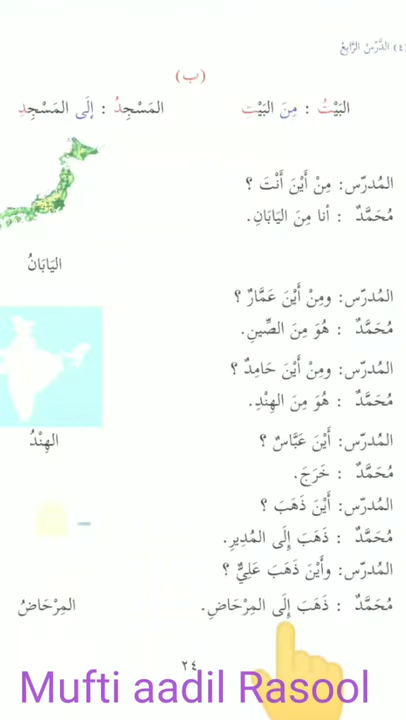 (٤) الدَّرْسُ الرَّابِعُ
(ب)
البَيْتُ : مِنَ البَيْتِ المَسْجِدُ : إِلَى المَسْجِدِ
المُدرّس: مِنْ أَيْنَ أَنْتَ ؟
مُحَمَّدٌ : أنا مِنَ اليَابَانِ.
اليَابَانُ
المُدرّس: ومِنْ أَيْنَ عَمَّارٌ ؟
مُحَمَّدٌ : هُوَ مِنَ الصِّينِ.
المُدرّس: ومِنْ أَيْنَ حَامِدٌ ؟
مُحَمَّدٌ : هُوَ مِنَ الهِنْدِ.
المُدرّس: أَيْنَ عَبَّاسٌ ؟
الهِنْدُ
مُحَمَّدٌ : خَرَجَ.
المُدرّس: أَيْنَ ذَهَبَ ؟
مُحَمَّدٌ : ذَهَبَ إِلَى المُدِيرِ.
المُدرّس: وأَيْنَ ذَهَبَ عَلِيٌّ ؟
مُحَمَّدٌ : ذَهَبَ إِلَى المِرْحَاضِ.
المِرْحَاضُ
٢٤
Mufti aadil Rasool